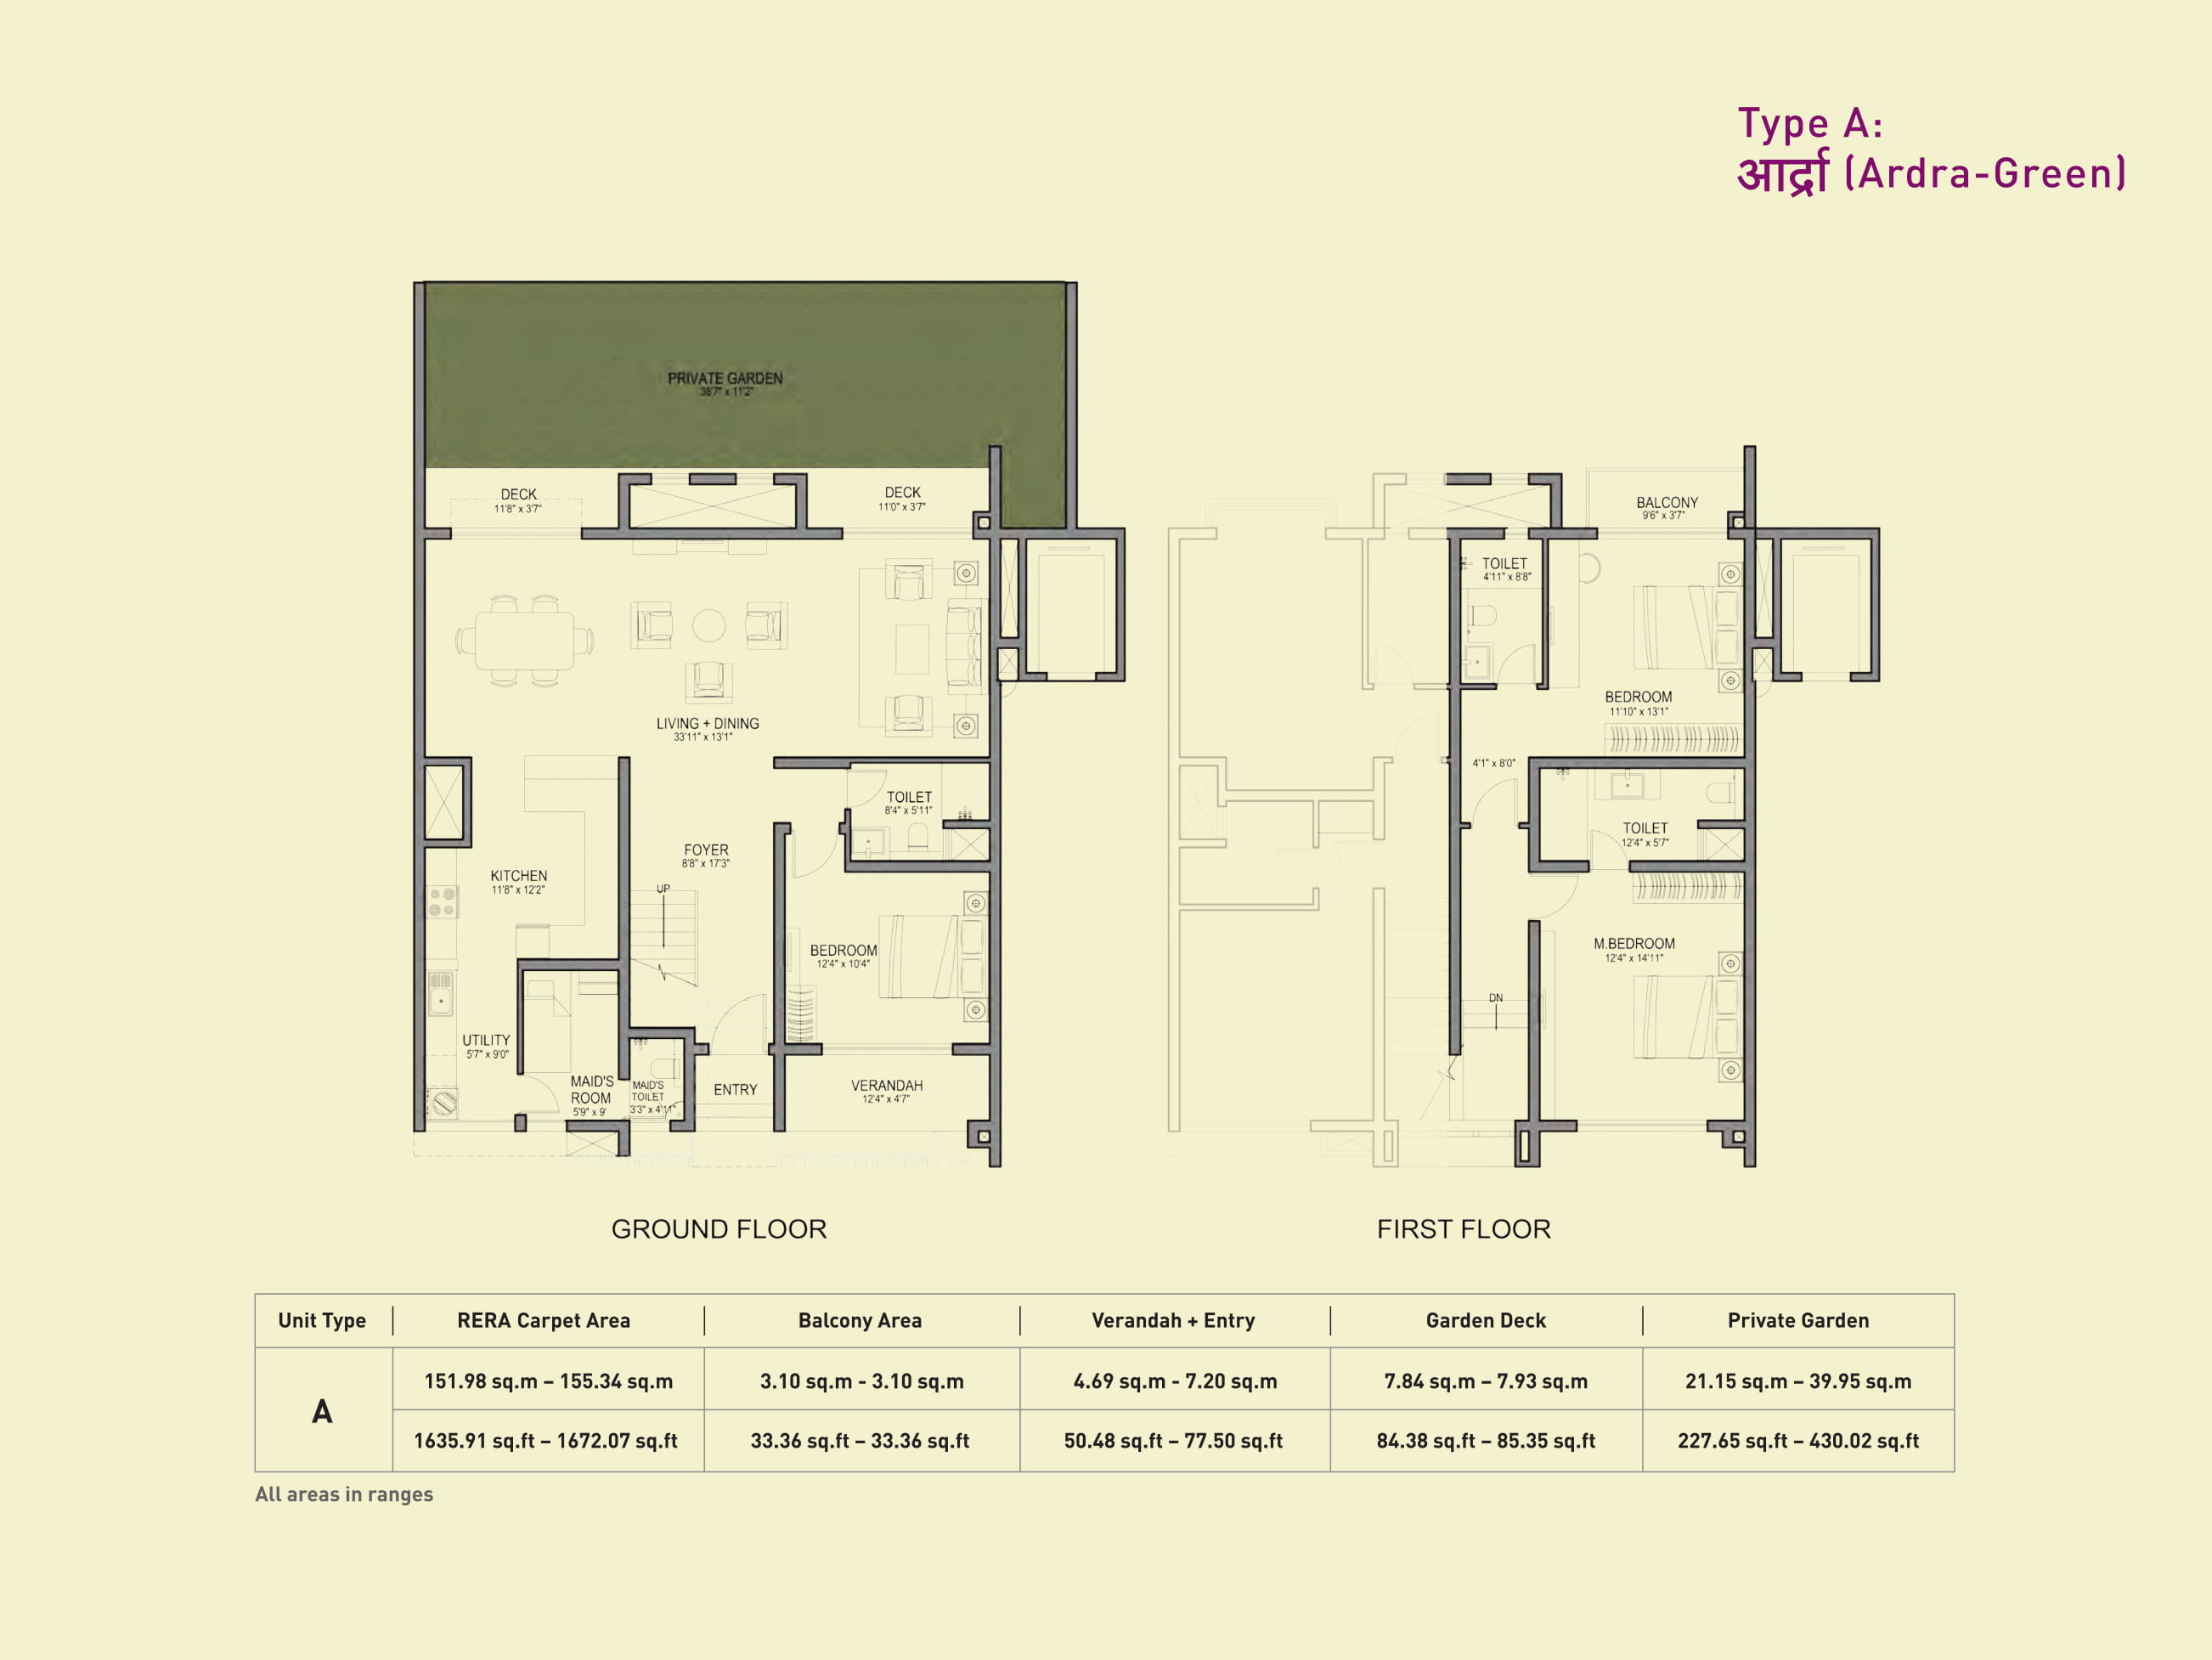 Type A:
आर्द्रा (Ardra-Green)
PRIVATE GARDEN
38'7" x 11'2"
DECK
11'8" x 3'7"
DECK
11'0" x 3'7"
LIVING + DINING
33'11" x 13'1"
TOILET
8'4" x 5'11"
FOYER
8'8" x 17'3"
KITCHEN
11'8" x 12'2"
UP
BEDROOM
12'4" x 10'4"
UTILITY
5'7" x 9'0"
MAID'S
ROOM
5'9" x 9'
MAID'S
TOILET
3'3" x 4'11"
ENTRY
VERANDAH
12'4" x 4'7"
GROUND FLOOR
BALCONY
9'6" x 3'7"
TOILET
4'11" x 8'8"
BEDROOM
11'10" x 13'1"
4'1" x 8'0"
TOILET
12'4" x 5'7"
M.BEDROOM
12'4" x 14'11"
DN
FIRST FLOOR
Unit Type RERA Carpet Area Balcony Area Verandah + Entry Garden Deck Private Garden
A
151.98 sq.m – 155.34 sq.m 3.10 sq.m - 3.10 sq.m 4.69 sq.m - 7.20 sq.m 7.84 sq.m – 7.93 sq.m 21.15 sq.m – 39.95 sq.m
1635.91 sq.ft – 1672.07 sq.ft 33.36 sq.ft – 33.36 sq.ft 50.48 sq.ft – 77.50 sq.ft 84.38 sq.ft – 85.35 sq.ft 227.65 sq.ft – 430.02 sq.ft
All areas in ranges